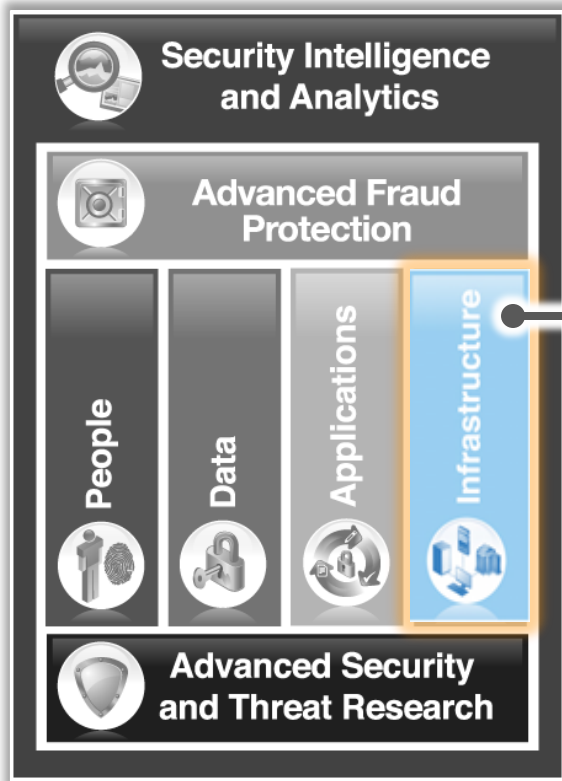 Security Intelligence
and Analytics
Advanced Fraud
Protection
People
Data
Applications
Infrastructure
Advanced Security
and Threat Research